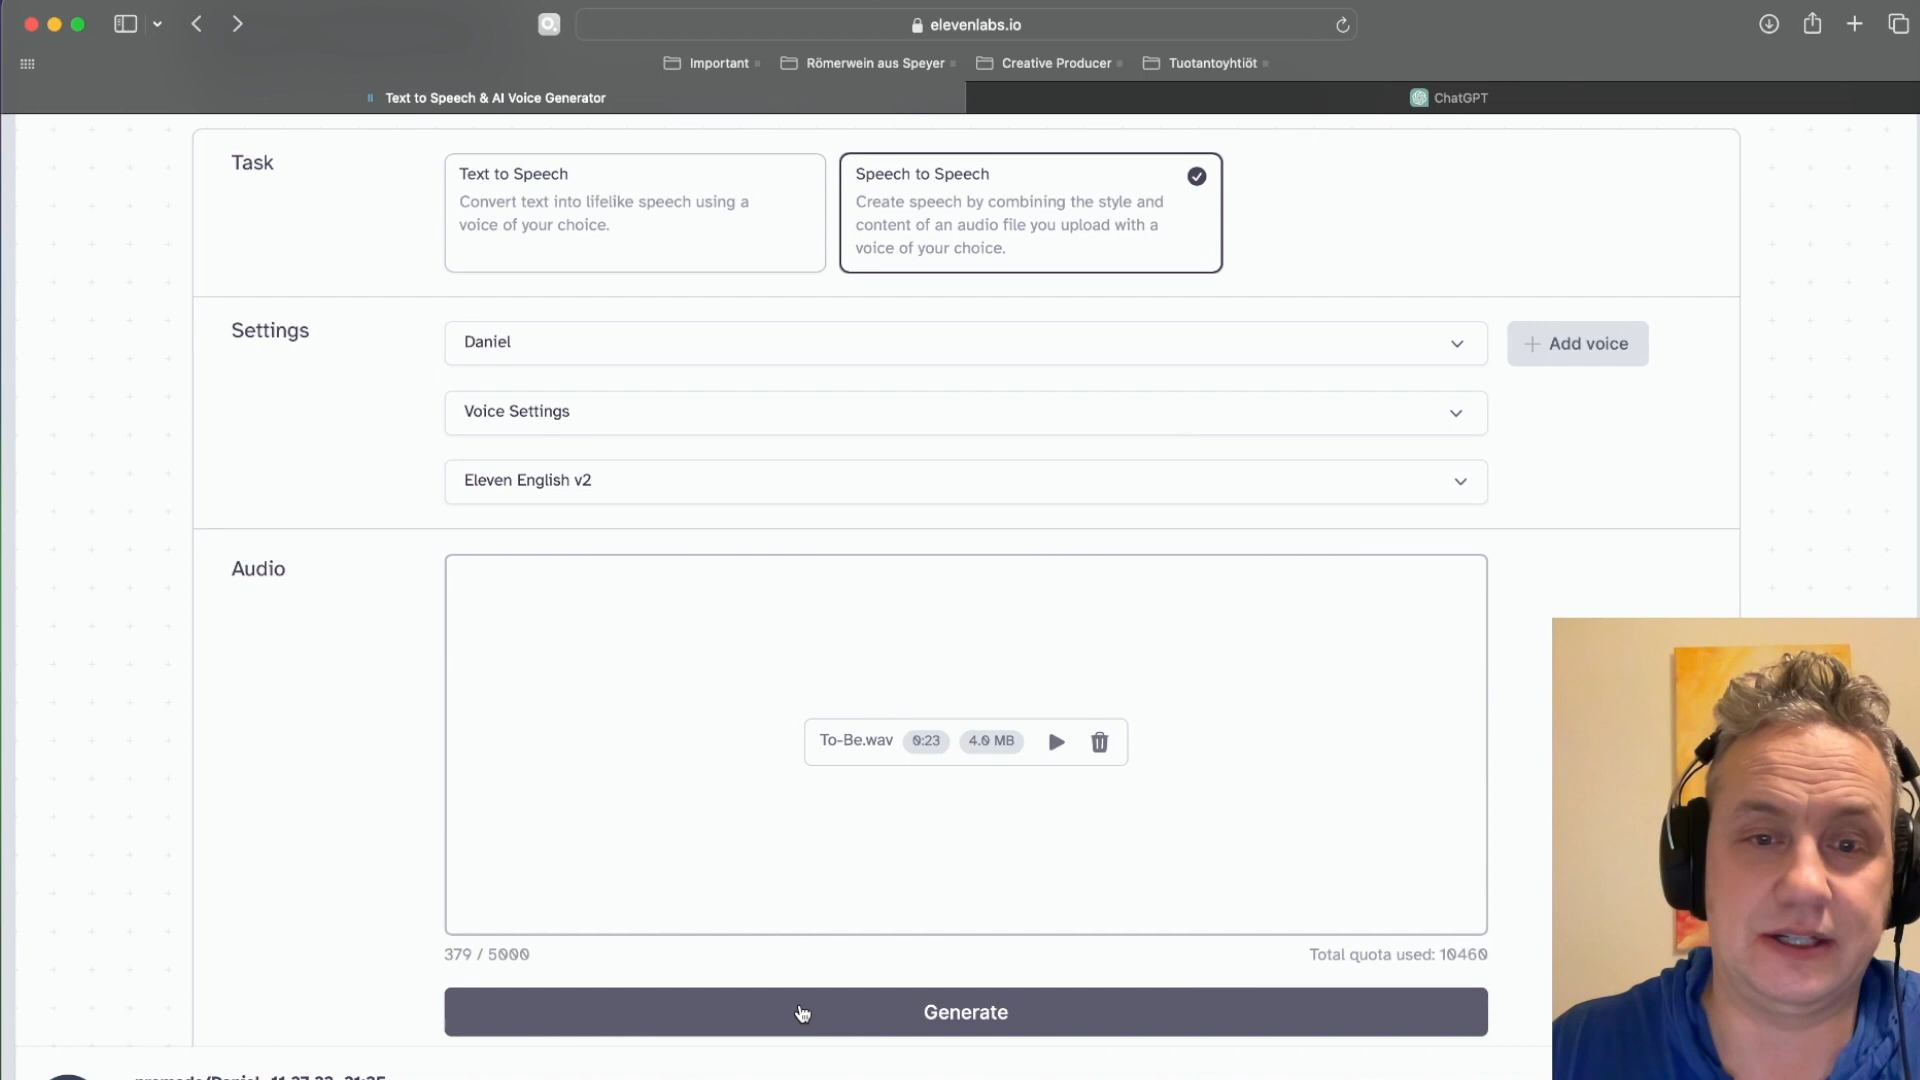 elevenlabs.io
Important
Römerwein aus Speyer
Creative Producer
Tuotantoyhtiöt
Text to Speech & AI Voice Generator
ChatGPT
Task
Text to Speech
Convert text into lifelike speech using a
voice of your choice.
Speech to Speech
Create speech by combining the style and
content of an audio file you upload with a
voice of your choice.
Settings
Daniel
+ Add voice
Voice Settings
Eleven English v2
Audio
To-Be.wav 0:23 4.0 MB
379 / 5000
Total quota used: 10460
Generate